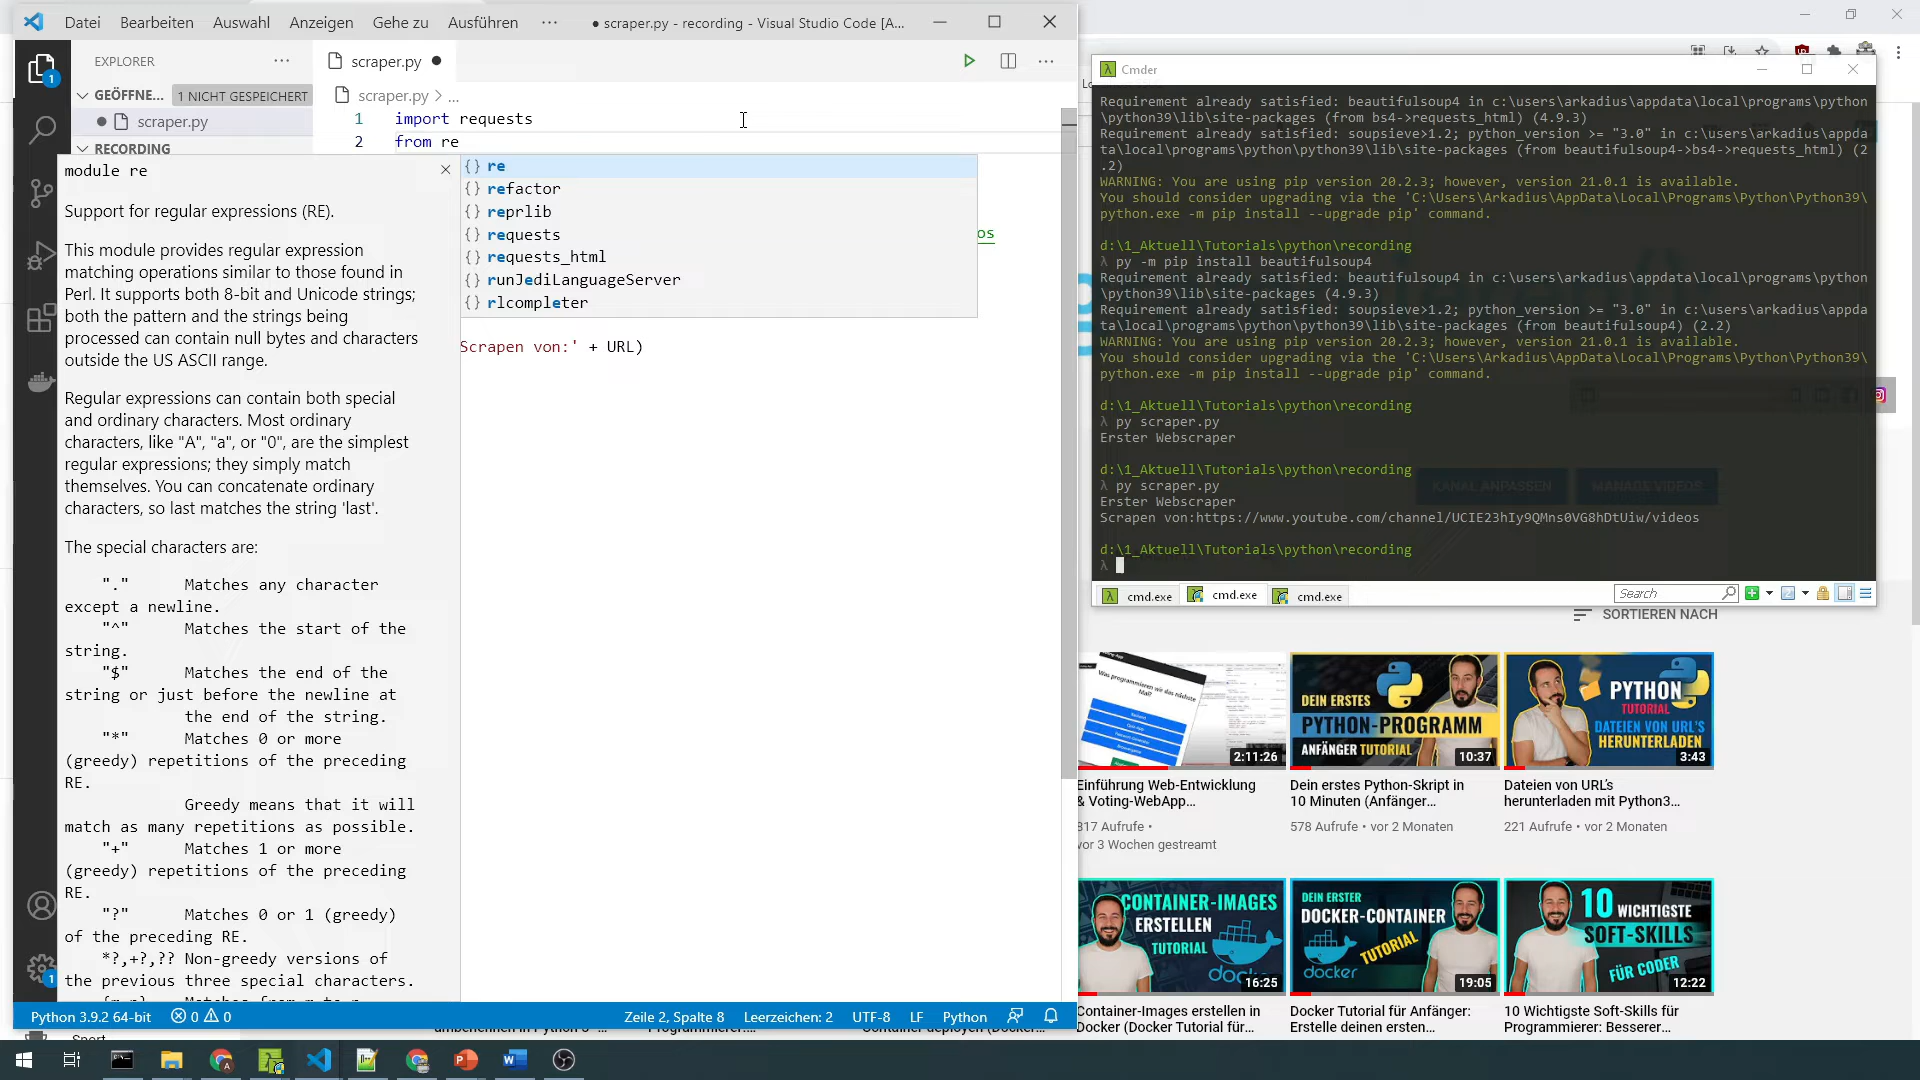 Datei Bearbeiten Auswahl Anzeigen Gehe zu Ausführen ··· ● scraper.py - recording - Visual Studio Code [A...
EXPLORER ···
scraper.py ● ···
GEÖFFNE... 1 NICHT GESPEICHERT
● scraper.py
RECORDING
scraper.py > ...
1 import requests
2 from re
{} re
{} refactor
{} reprlib
{} requests
{} requests_html
{} runJediLanguageServer
{} rlcompleter
os
Scrapen von:' + URL)
module re
Support for regular expressions (RE).
This module provides regular expression
matching operations similar to those found in
Perl. It supports both 8-bit and Unicode strings;
both the pattern and the strings being
processed can contain null bytes and characters
outside the US ASCII range.
Regular expressions can contain both special
and ordinary characters. Most ordinary
characters, like "A", "a", or "0", are the simplest
regular expressions; they simply match
themselves. You can concatenate ordinary
characters, so last matches the string 'last'.
The special characters are:
"." Matches any character
except a newline.
"^" Matches the start of the
string.
"$" Matches the end of the
string or just before the newline at
the end of the string.
"*" Matches 0 or more
(greedy) repetitions of the preceding
RE.
Greedy means that it will
match as many repetitions as possible.
"+" Matches 1 or more
(greedy) repetitions of the preceding
RE.
"?" Matches 0 or 1 (greedy)
of the preceding RE.
*?,+?,?? Non-greedy versions of
the previous three special characters.
1
1
Python 3.9.2 64-bit 0 0 Zeile 2, Spalte 8 Leerzeichen: 2 UTF-8 LF Python
Cmder
Requirement already satisfied: beautifulsoup4 in c:\users\arkadius\appdata\local\programs\python
\python39\lib\site-packages (from bs4->requests_html) (4.9.3)
Requirement already satisfied: soupsieve>1.2; python_version >= "3.0" in c:\users\arkadius\appda
ta\local\programs\python\python39\lib\site-packages (from beautifulsoup4->bs4->requests_html) (2
.2)
WARNING: You are using pip version 20.2.3; however, version 21.0.1 is available.
You should consider upgrading via the 'C:\Users\Arkadius\AppData\Local\Programs\Python\Python39\
python.exe -m pip install --upgrade pip' command.
d:\1_Aktuell\Tutorials\python\recording
λ py -m pip install beautifulsoup4
Requirement already satisfied: beautifulsoup4 in c:\users\arkadius\appdata\local\programs\python
\python39\lib\site-packages (4.9.3)
Requirement already satisfied: soupsieve>1.2; python_version >= "3.0" in c:\users\arkadius\appda
ta\local\programs\python\python39\lib\site-packages (from beautifulsoup4) (2.2)
WARNING: You are using pip version 20.2.3; however, version 21.0.1 is available.
You should consider upgrading via the 'C:\Users\Arkadius\AppData\Local\Programs\Python\Python39\
python.exe -m pip install --upgrade pip' command.
d:\1_Aktuell\Tutorials\python\recording
λ py scraper.py
Erster Webscraper
d:\1_Aktuell\Tutorials\python\recording
λ py scraper.py
Erster Webscraper
Scrapen von:https://www.youtube.com/channel/UCIE23hIy9QMns0VG8hDtUiw/videos
d:\1_Aktuell\Tutorials\python\recording
λ
KANAL ANPASSEN MANAGE VIDEOS
cmd.exe cmd.exe cmd.exe Search
SORTIEREN NACH
Was programmieren wir das nächste
Mal?
2:11:26
DEIN ERSTES
PYTHON-PROGRAMM
ANFÄNGER TUTORIAL
10:37
PYTHON
TUTORIAL
DATEIEN VON URL'S
HERUNTERLADEN
3:43
Einführung Web-Entwicklung
& Voting-WebApp...
817 Aufrufe •
vor 3 Wochen gestreamt
Dein erstes Python-Skript in
10 Minuten (Anfänger...
578 Aufrufe • vor 2 Monaten
Dateien von URL's
herunterladen mit Python3...
221 Aufrufe • vor 2 Monaten
CONTAINER-IMAGES
ERSTELLEN
TUTORIAL
docker
16:25
DEIN ERSTER
DOCKER-CONTAINER
TUTORIAL
docker
19:05
10 WICHTIGSTE
SOFT-SKILLS
FÜR CODER
12:22
Container-Images erstellen in
Docker (Docker Tutorial für...
Docker Tutorial für Anfänger:
Erstelle deinen ersten...
10 Wichtigste Soft-Skills für
Programmierer: Besserer...